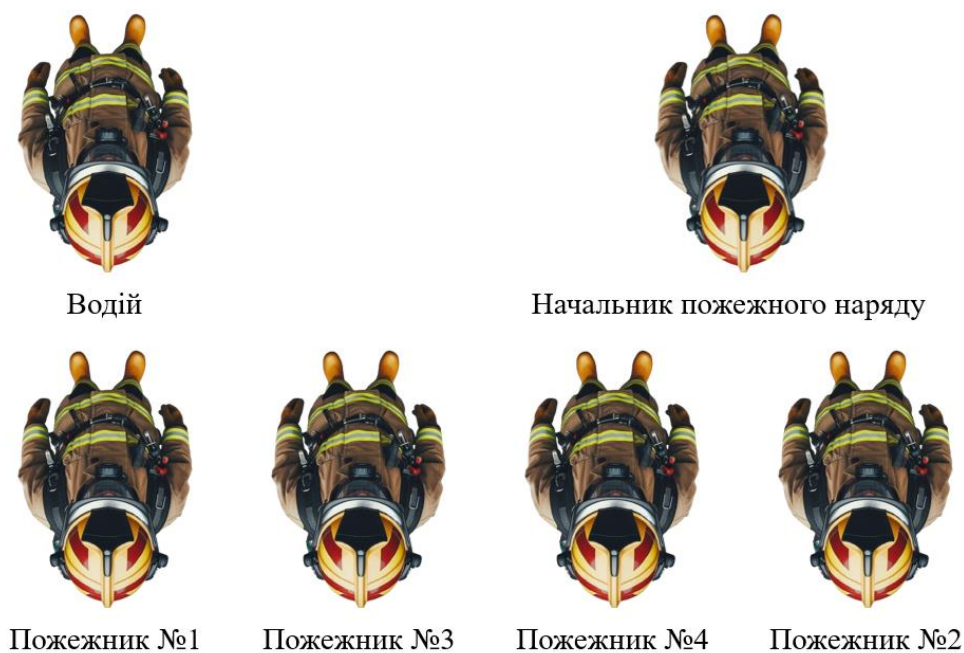 Водій
Начальник пожежного наряду
Пожежник №1
Пожежник №3
Пожежник №4
Пожежник №2